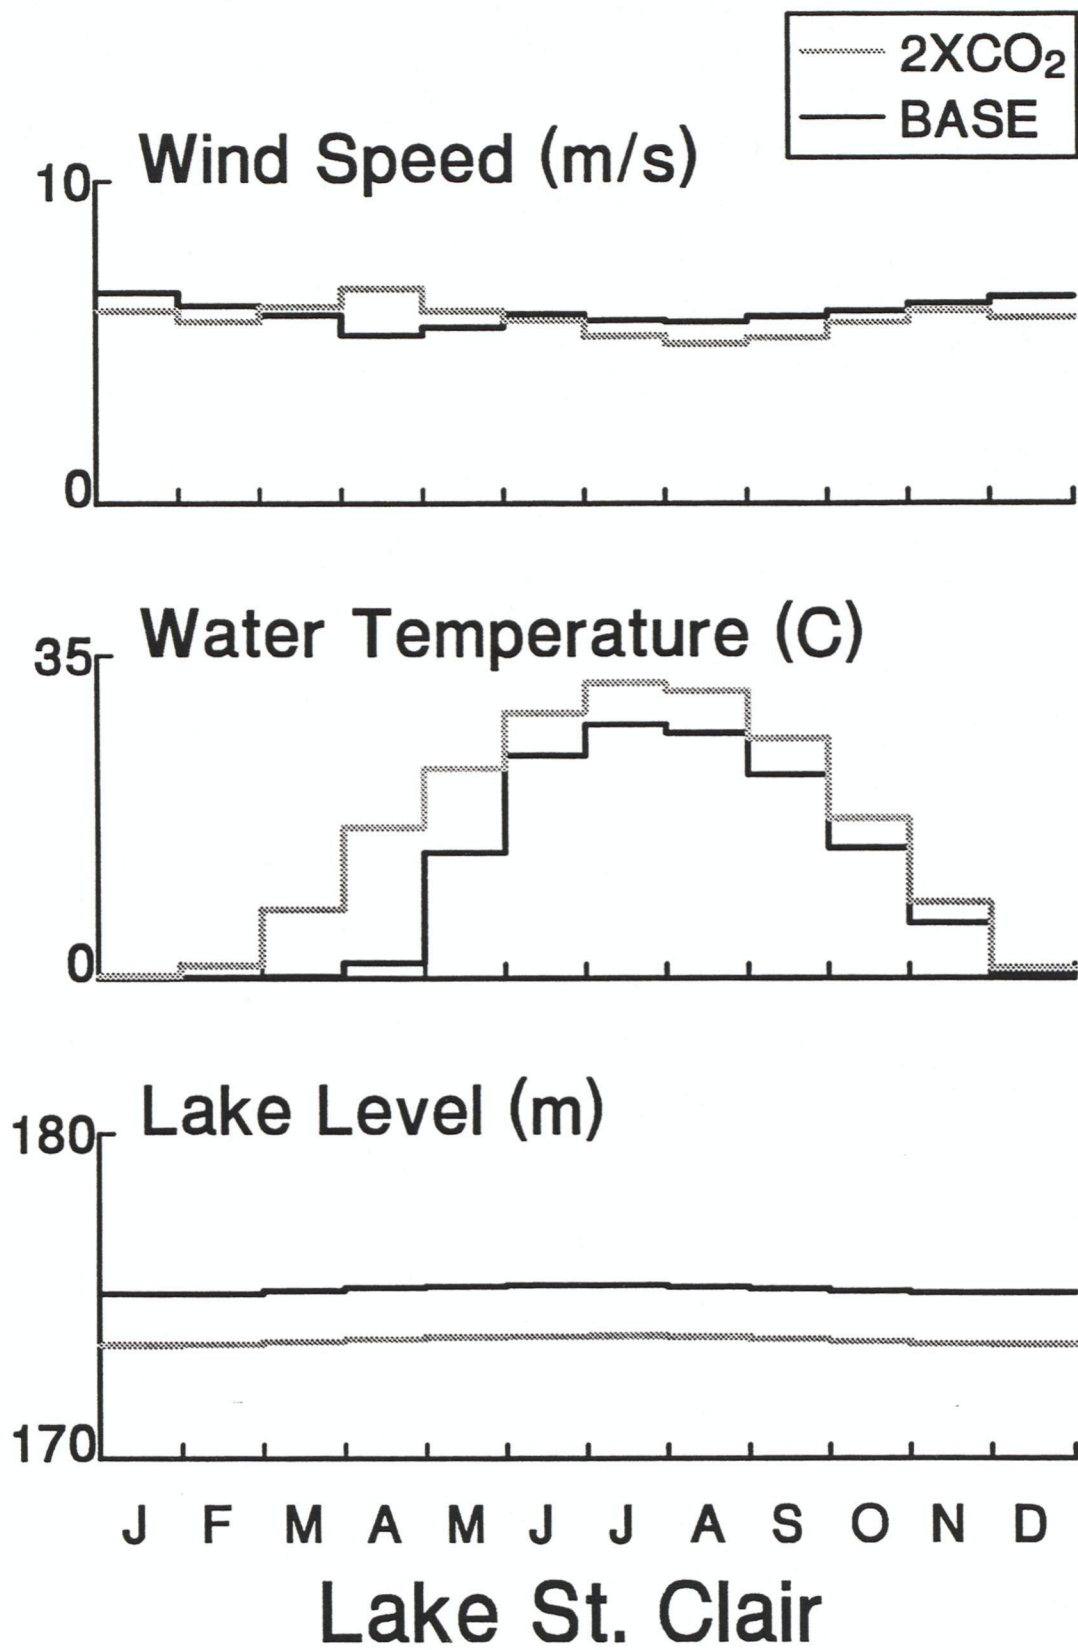 2XCO₂
BASE
Wind Speed (m/s)
10
0
Water Temperature (C)
35
0
Lake Level (m)
180
170
J F M A M J J A S O N D
Lake St. Clair